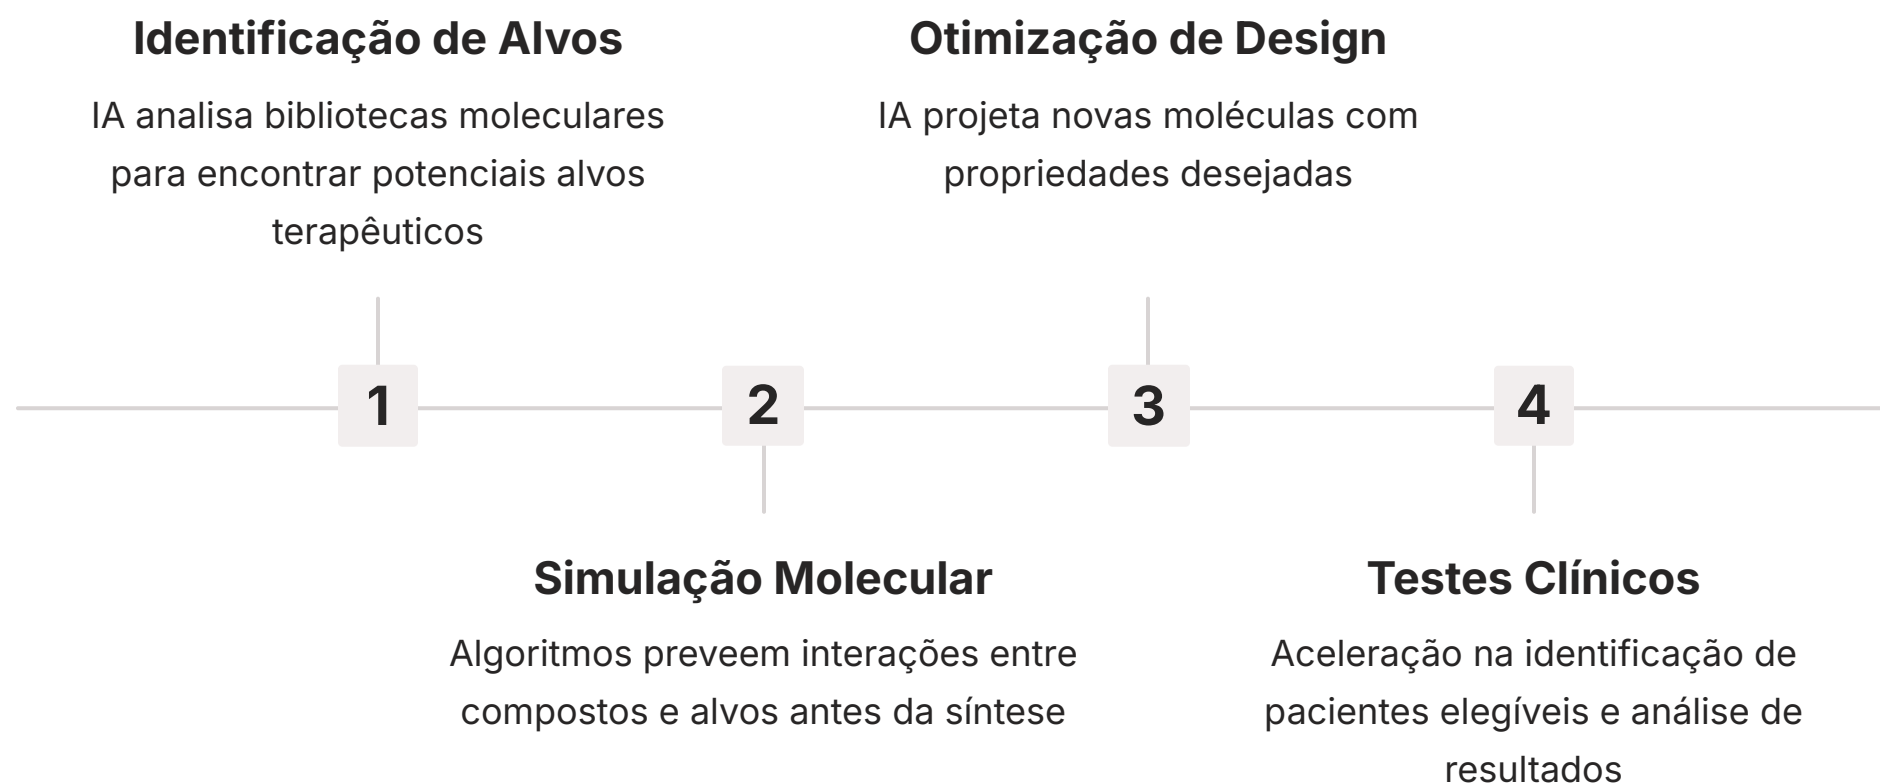 Identificação de Alvos
IA analisa bibliotecas moleculares
para encontrar potenciais alvos
terapêuticos
1
2
Simulação Molecular
Algoritmos preveem interações entre
compostos e alvos antes da síntese
Otimização de Design
IA projeta novas moléculas com
propriedades desejadas
3
4
Testes Clínicos
Aceleração na identificação de
pacientes elegíveis e análise de
resultados